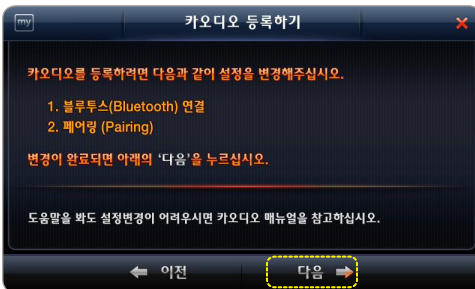 my
카오디오 등록하기
카오디오를 등록하려면 다음과 같이 설정을 변경해주십시오.
1. 블루투스(Bluetooth) 연결
2. 페어링 (Pairing)
변경이 완료되면 아래의 ‘다음’을 누르십시오.
도움말을 봐도 설정변경이 어려우시면 카오디오 매뉴얼을 참고하십시오.
이전
다음